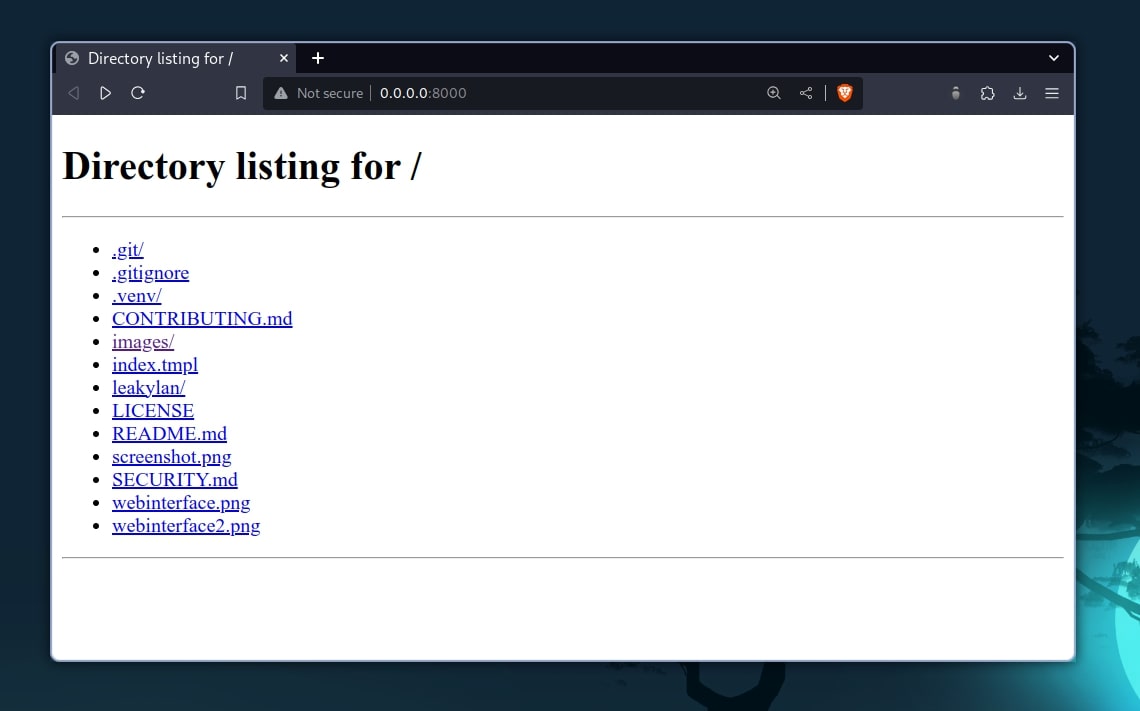 Directory listing for /
Not secure 0.0.0.0:8000
Directory listing for /
.git/
.gitignore
.venv/
CONTRIBUTING.md
images/
index.tmpl
leakylan/
LICENSE
README.md
screenshot.png
SECURITY.md
webinterface.png
webinterface2.png